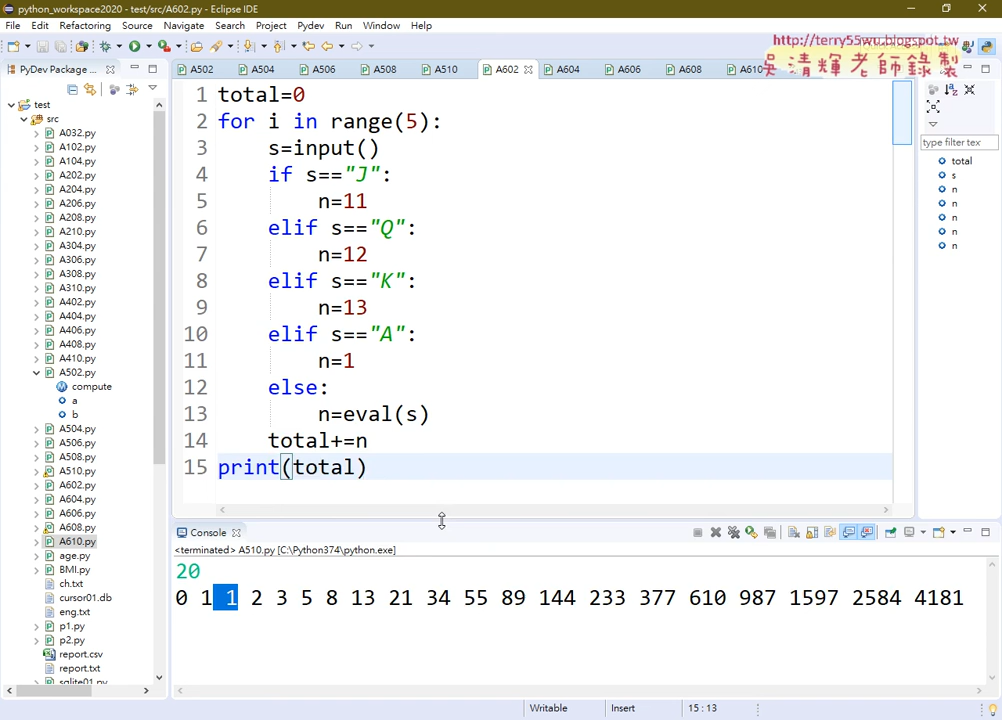 python_workspace2020 - test/src/A602.py - Eclipse IDE
File Edit Refactoring Source Navigate Search Project Pydev Run Window Help
http://terry55wu.blogspot.tw
吳清輝老師錄製
PyDev Package ...
A502 A504 A506 A508 A510 A602 A604 A606 A608 A610
test
src
A032.py
A102.py
A104.py
A202.py
A204.py
A206.py
A208.py
A210.py
A304.py
A306.py
A308.py
A310.py
A402.py
A404.py
A406.py
A408.py
A410.py
A502.py
compute
a
b
A504.py
A506.py
A508.py
A510.py
A602.py
A604.py
A606.py
A608.py
A610.py
age.py
BMI.py
ch.txt
cursor01.db
eng.txt
p1.py
p2.py
report.csv
report.txt
sqlite01.py
1 total=0
2 for i in range(5):
3 s=input()
4 if s=="J":
5 n=11
6 elif s=="Q":
7 n=12
8 elif s=="K":
9 n=13
10 elif s=="A":
11 n=1
12 else:
13 n=eval(s)
14 total+=n
15 print(total)
type filter tex
total
s
n
n
n
n
n
Console
<terminated> A510.py [C:\Python374\python.exe]
20
0 1 1 2 3 5 8 13 21 34 55 89 144 233 377 610 987 1597 2584 4181
Writable Insert 15 : 13